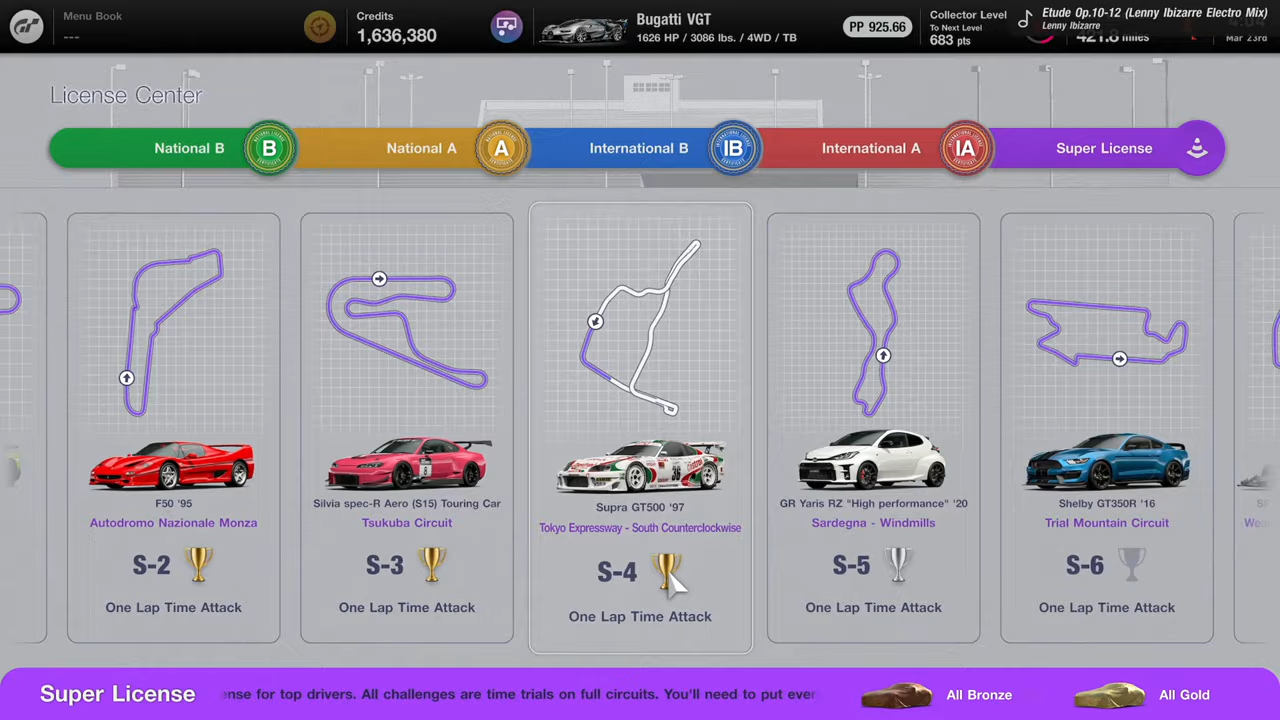 Menu Book
---
Credits
1,636,380
Bugatti VGT
1626 HP / 3086 lbs. / 4WD / TB
PP 925.66
Collector Level
To Next Level
683 pts
Etude Op.10-12 (Lenny Ibizarre Electro Mix)
Lenny Ibizarre
421.8 miles
Mar 23rd
License Center
National B
B
National A
A
International B
IB
International A
IA
Super License
F50 '95
Autodromo Nazionale Monza
S-2
One Lap Time Attack
Silvia spec-R Aero (S15) Touring Car
Tsukuba Circuit
S-3
One Lap Time Attack
Supra GT500 '97
Tokyo Expressway - South Counterclockwise
S-4
One Lap Time Attack
GR Yaris RZ "High performance" '20
Sardegna - Windmills
S-5
One Lap Time Attack
Shelby GT350R '16
Trial Mountain Circuit
S-6
One Lap Time Attack
Super License
nse for top drivers. All challenges are time trials on full circuits. You'll need to put ever
All Bronze
All Gold